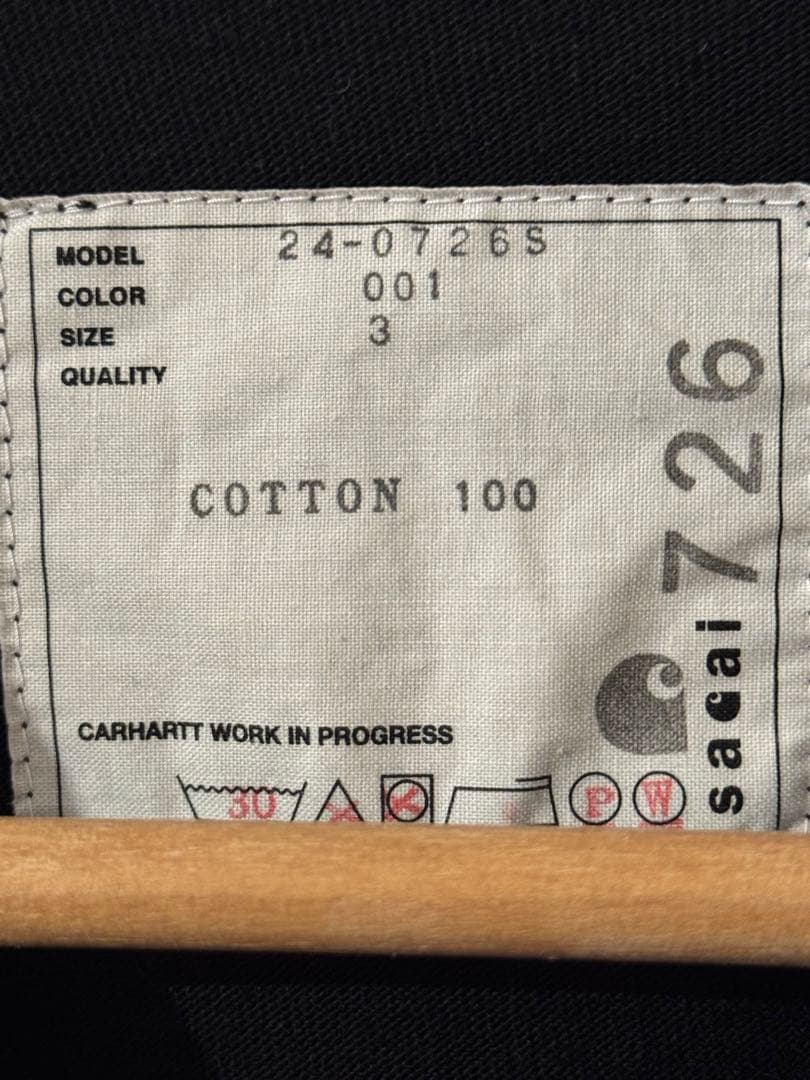 MODEL 24-0726S
COLOR 001
SIZE 3
QUALITY
COTTON 100
CARHARTT WORK IN PROGRESS
30
P
W
sacai 726